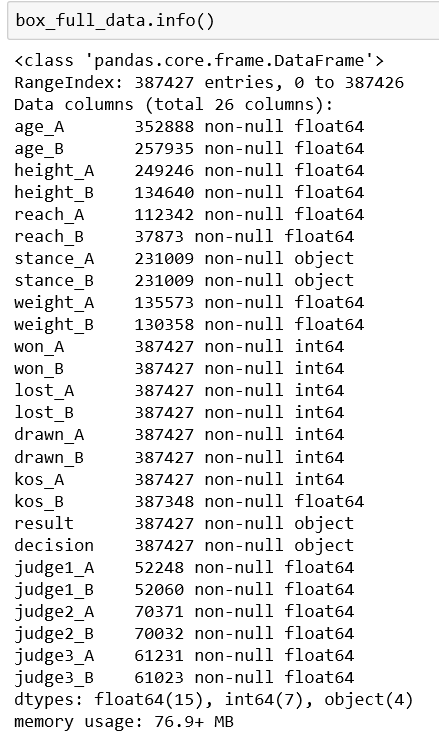 box_full_data.info()
<class 'pandas.core.frame.DataFrame'>
RangeIndex: 387427 entries, 0 to 387426
Data columns (total 26 columns):
age_A 352888 non-null float64
age_B 257935 non-null float64
height_A 249246 non-null float64
height_B 134640 non-null float64
reach_A 112342 non-null float64
reach_B 37873 non-null float64
stance_A 231009 non-null object
stance_B 231009 non-null object
weight_A 135573 non-null float64
weight_B 130358 non-null float64
won_A 387427 non-null int64
won_B 387427 non-null int64
lost_A 387427 non-null int64
lost_B 387427 non-null int64
drawn_A 387427 non-null int64
drawn_B 387427 non-null int64
kos_A 387427 non-null int64
kos_B 387348 non-null float64
result 387427 non-null object
decision 387427 non-null object
judge1_A 52248 non-null float64
judge1_B 52060 non-null float64
judge2_A 70371 non-null float64
judge2_B 70032 non-null float64
judge3_A 61231 non-null float64
judge3_B 61023 non-null float64
dtypes: float64(15), int64(7), object(4)
memory usage: 76.9+ MB